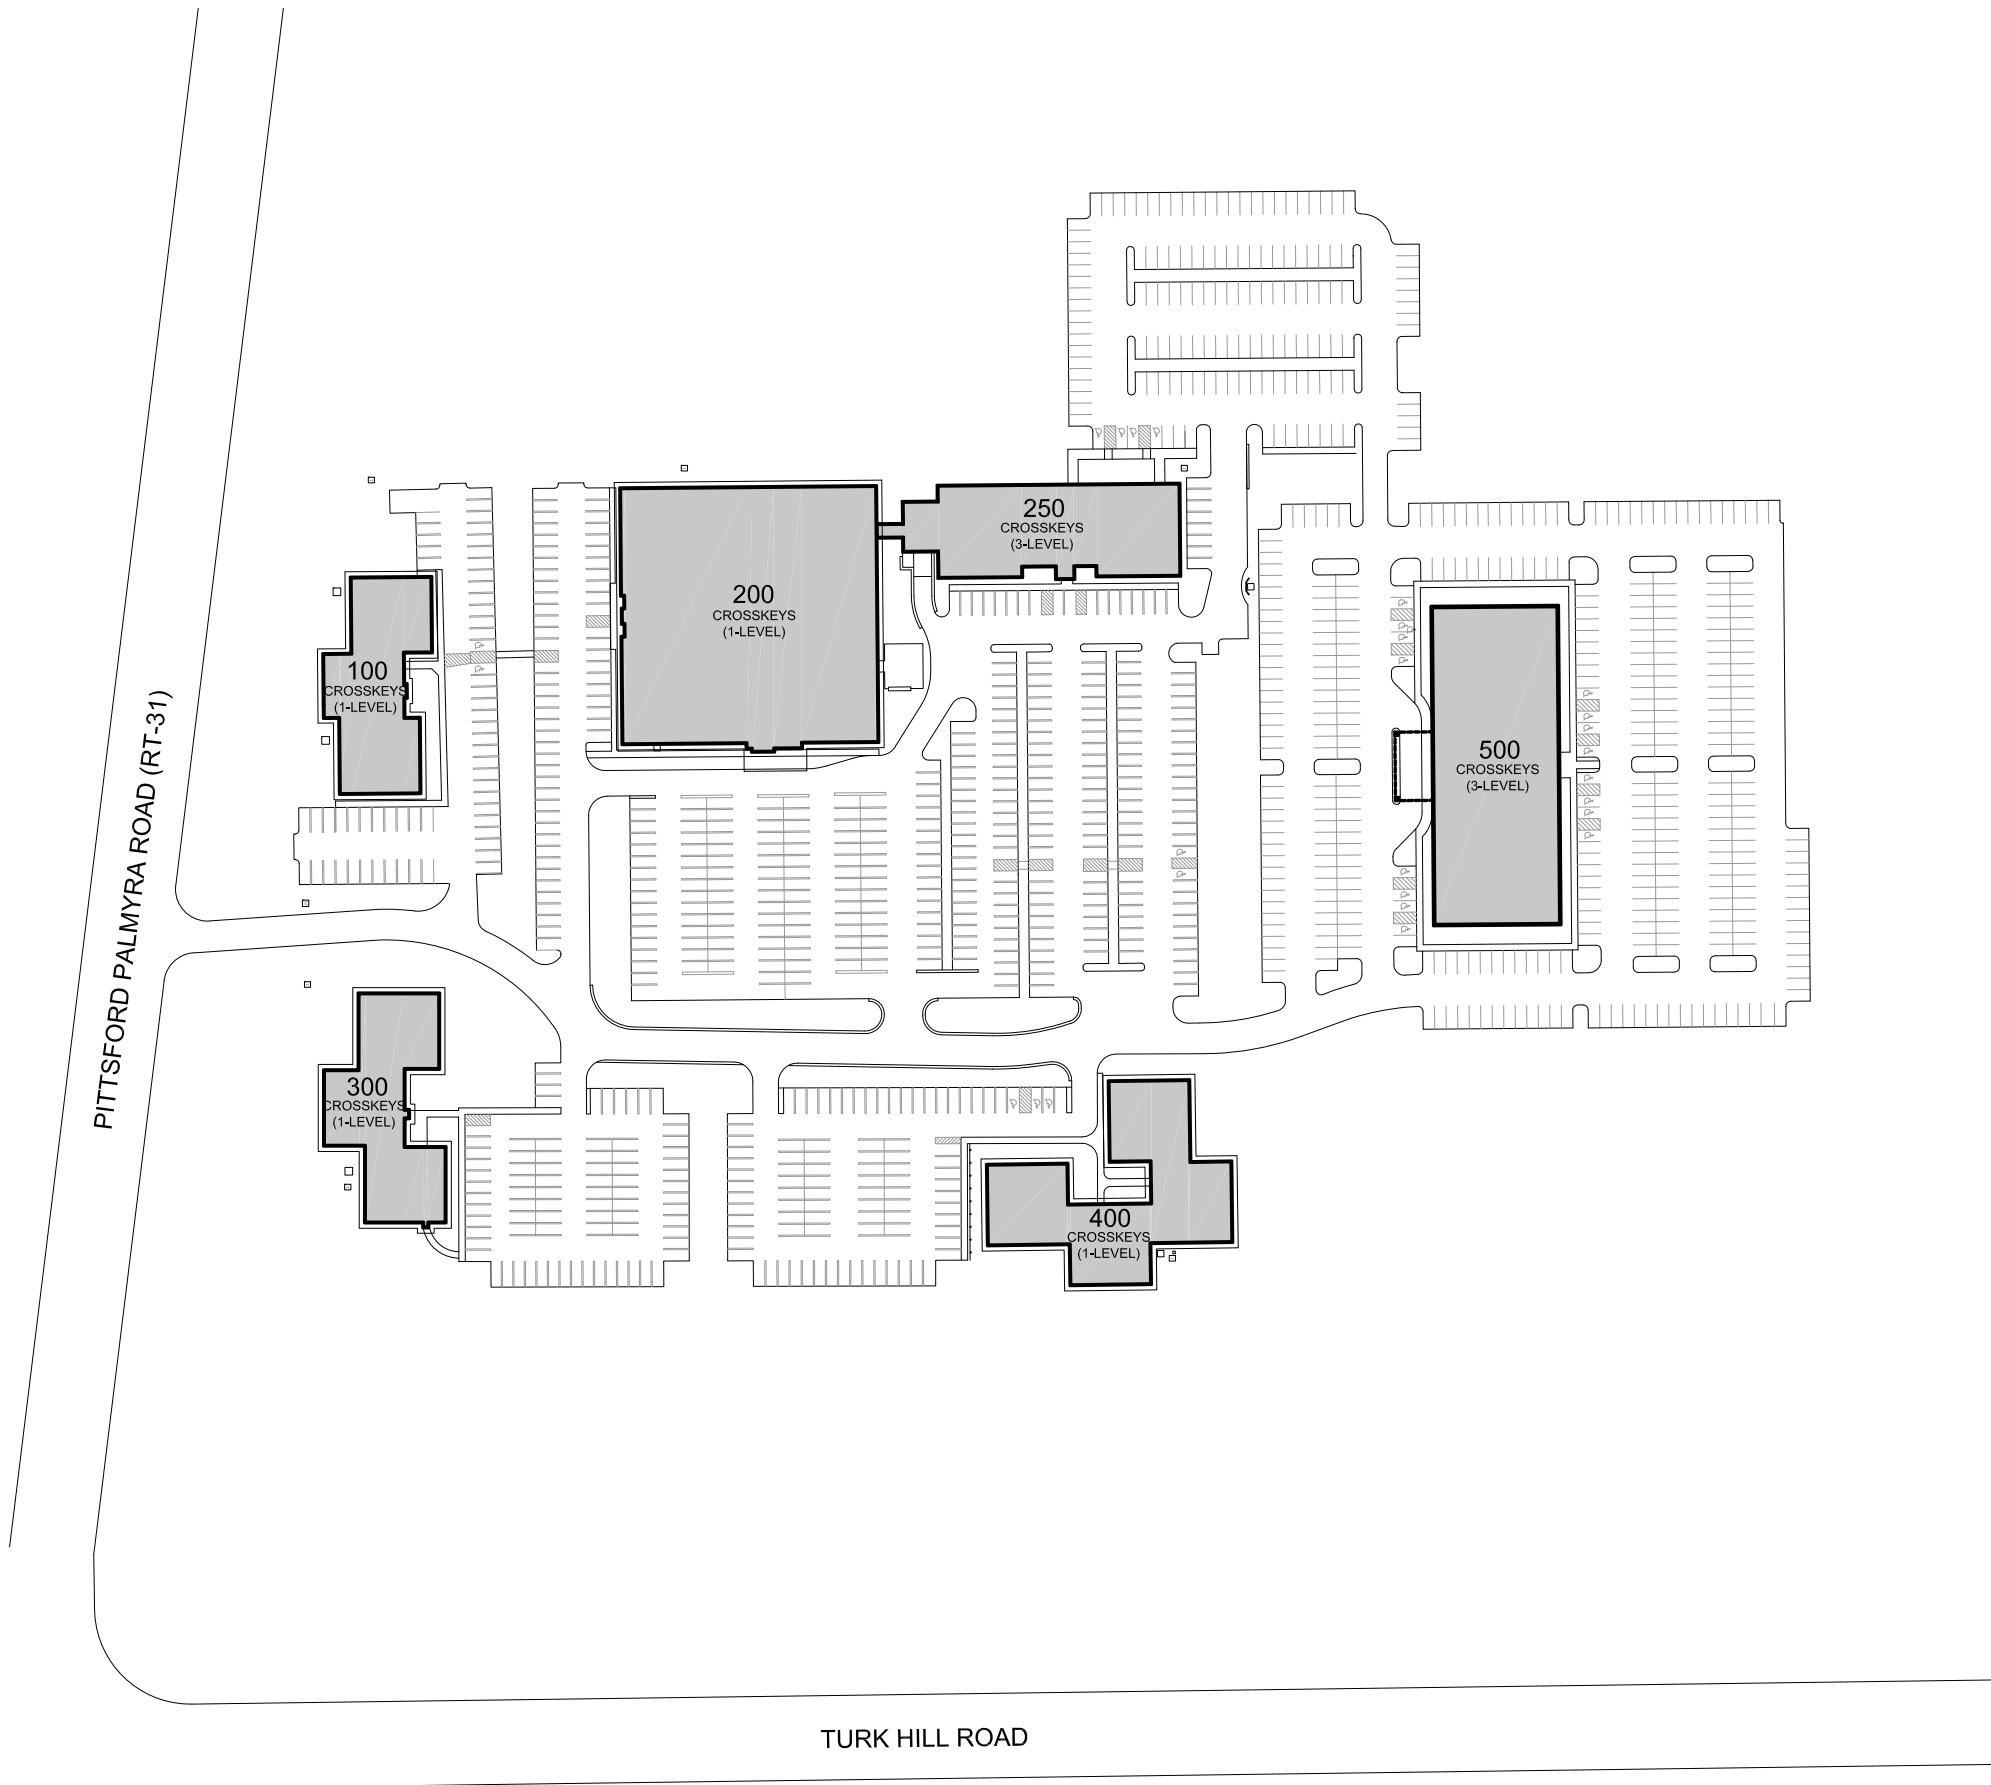 250
CROSSKEYS
(3-LEVEL)
200
CROSSKEYS
(1-LEVEL)
100
CROSSKEYS
(1-LEVEL)
500
CROSSKEYS
(3-LEVEL)
PITTSFORD PALMYRA ROAD (RT-31)
300
CROSSKEYS
(1-LEVEL)
400
CROSSKEYS
(1-LEVEL)
TURK HILL ROAD